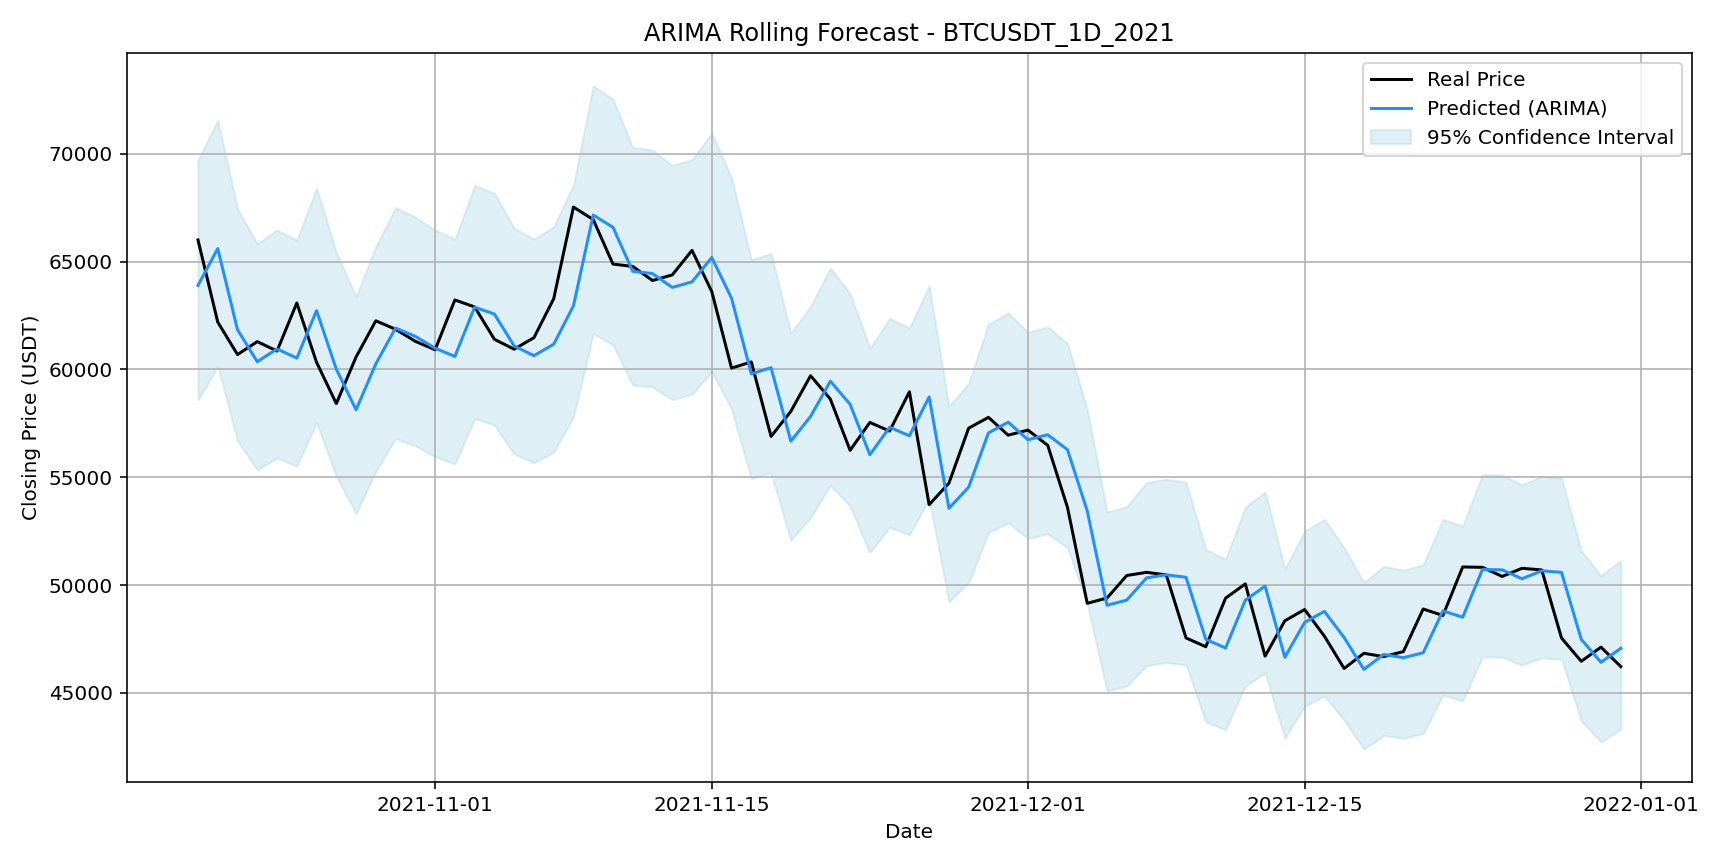 ARIMA Rolling Forecast - BTCUSDT_1D_2021
Real Price
Predicted (ARIMA)
95% Confidence Interval
Closing Price (USDT)
70000
65000
60000
55000
50000
45000
2021-11-01
2021-11-15
2021-12-01
2021-12-15
2022-01-01
Date